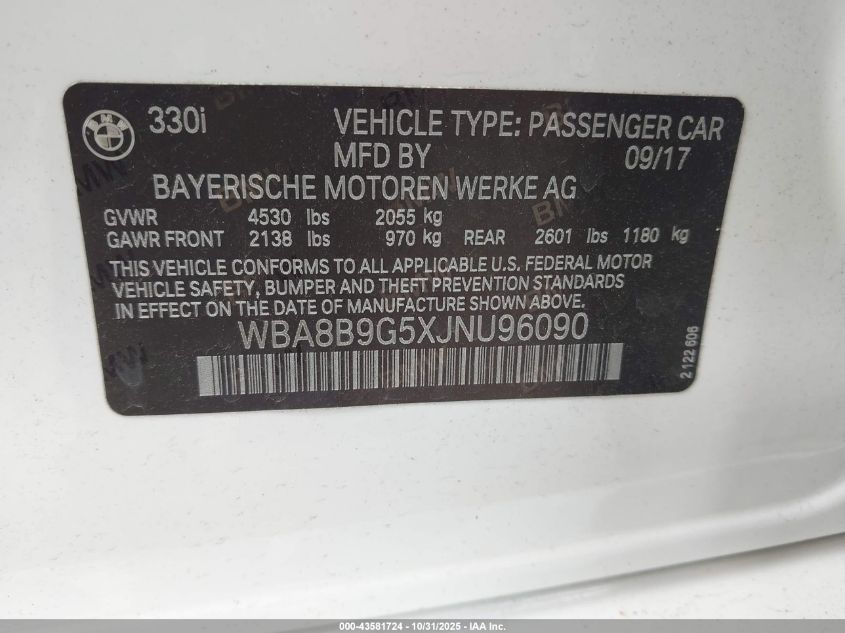 330i VEHICLE TYPE: PASSENGER CAR
MFD BY 09/17
BAYERISCHE MOTOREN WERKE AG
GVWR 4530 lbs 2055 kg
GAWR FRONT 2138 lbs 970 kg REAR 2601 lbs 1180 kg
THIS VEHICLE CONFORMS TO ALL APPLICABLE U.S. FEDERAL MOTOR
VEHICLE SAFETY, BUMPER AND THEFT PREVENTION STANDARDS
IN EFFECT ON THE DATE OF MANUFACTURE SHOWN ABOVE.
WBA8B9G5XJNU96090
2122606
000-43581724 - 10/31/2025 - IAA Inc.